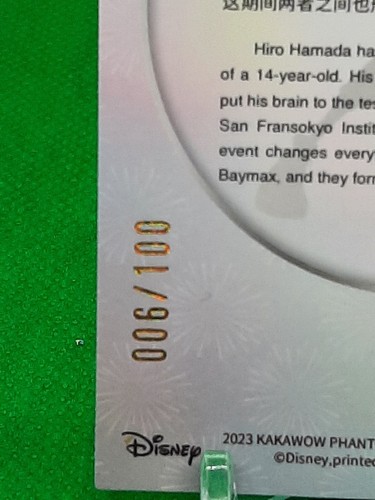 这期间两者之间也
Hiro Hamada ha
of a 14-year-old. His
put his brain to the te
San Fransokyo Instit
event changes every
Baymax, and they for
006/100
Disney
2023 KAKAWOW PHANT
©Disney,printe